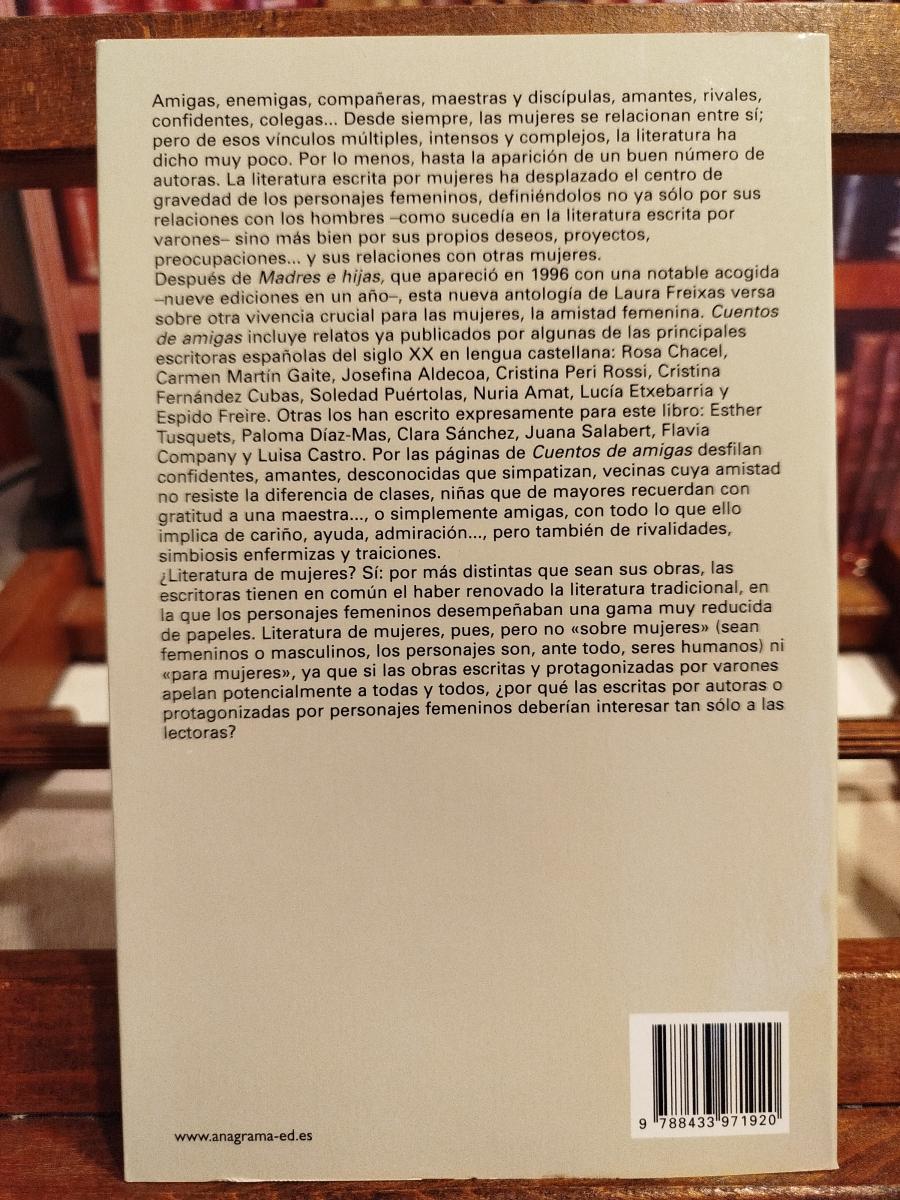 Amigas, enemigas, compañeras, maestras y discípulas, amantes, rivales,
confidentes, colegas... Desde siempre, las mujeres se relacionan entre sí;
pero de esos vínculos múltiples, intensos y complejos, la literatura ha
dicho muy poco. Por lo menos, hasta la aparición de un buen número de
autoras. La literatura escrita por mujeres ha desplazado el centro de
gravedad de los personajes femeninos, definiéndolos no ya sólo por sus
relaciones con los hombres –como sucedía en la literatura escrita por
varones– sino más bien por sus propios deseos, proyectos,
preocupaciones... y sus relaciones con otras mujeres.
Después de Madres e hijas, que apareció en 1996 con una notable acogida
–nueve ediciones en un año–, esta nueva antología de Laura Freixas versa
sobre otra vivencia crucial para las mujeres, la amistad femenina. Cuentos
de amigas incluye relatos ya publicados por algunas de las principales
escritoras españolas del siglo XX en lengua castellana: Rosa Chacel,
Carmen Martín Gaite, Josefina Aldecoa, Cristina Peri Rossi, Cristina
Fernández Cubas, Soledad Puértolas, Nuria Amat, Lucía Etxebarria y
Espido Freire. Otras los han escrito expresamente para este libro: Esther
Tusquets, Paloma Díaz-Mas, Clara Sánchez, Juana Salabert, Flavia
Company y Luisa Castro. Por las páginas de Cuentos de amigas desfilan
confidentes, amantes, desconocidas que simpatizan, vecinas cuya amistad
no resiste la diferencia de clases, niñas que de mayores recuerdan con
gratitud a una maestra..., o simplemente amigas, con todo lo que ello
implica de cariño, ayuda, admiración..., pero también de rivalidades,
simbiosis enfermizas y traiciones.
¿Literatura de mujeres? Sí: por más distintas que sean sus obras, las
escritoras tienen en común el haber renovado la literatura tradicional, en
la que los personajes femeninos desempeñaban una gama muy reducida
de papeles. Literatura de mujeres, pues, pero no «sobre mujeres» (sean
femeninos o masculinos, los personajes son, ante todo, seres humanos) ni
«para mujeres», ya que si las obras escritas y protagonizadas por varones
apelan potencialmente a todas y todos, ¿por qué las escritas por autoras o
protagonizadas por personajes femeninos deberían interesar tan sólo a las
lectoras?
www.anagrama-ed.es
9 788433 971920